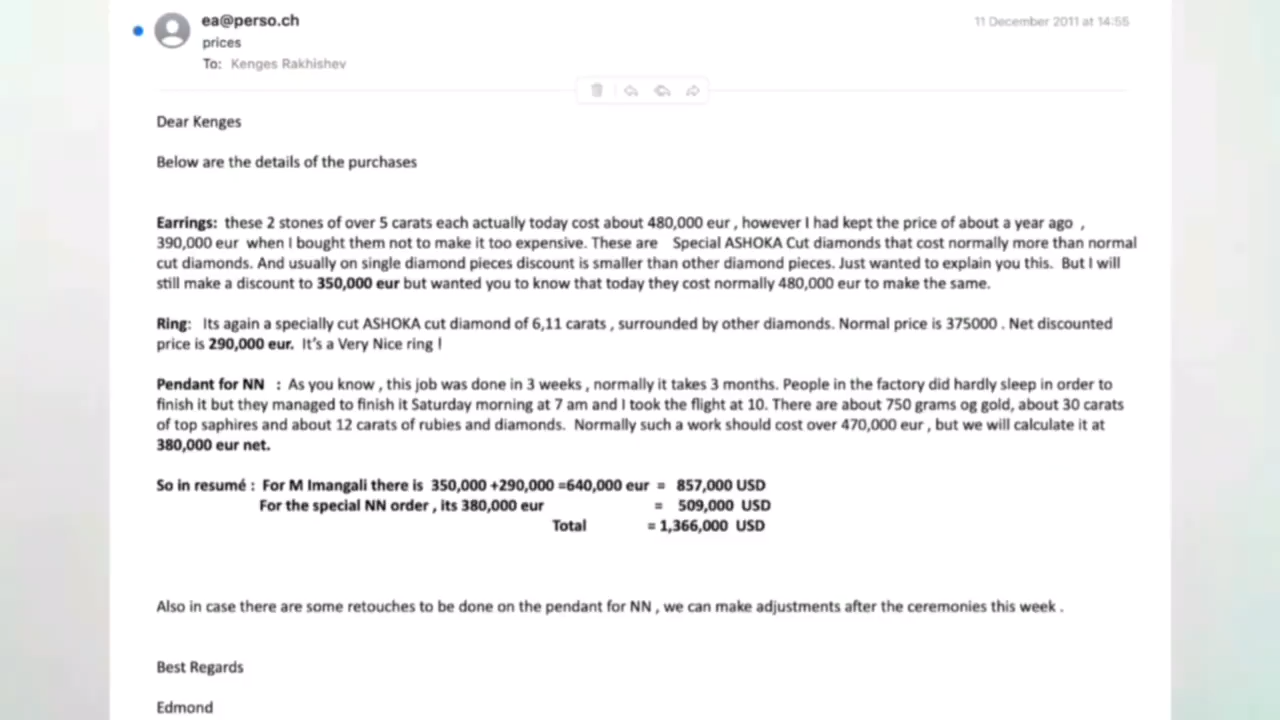 ea@perso.ch
11 December 2011 at 14:55
prices
To: Kenges Rakhishev
Dear Kenges
Below are the details of the purchases
Earrings: these 2 stones of over 5 carats each actually today cost about 480,000 eur , however I had kept the price of about a year ago ,
390,000 eur when I bought them not to make it too expensive. These are Special ASHOKA Cut diamonds that cost normally more than normal
cut diamonds. And usually on single diamond pieces discount is smaller than other diamond pieces. Just wanted to explain you this. But I will
still make a discount to 350,000 eur but wanted you to know that today they cost normally 480,000 eur to make the same.
Ring: Its again a specially cut ASHOKA cut diamond of 6,11 carats , surrounded by other diamonds. Normal price is 375000 . Net discounted
price is 290,000 eur. It's a Very Nice ring !
Pendant for NN : As you know , this job was done in 3 weeks , normally it takes 3 months. People in the factory did hardly sleep in order to
finish it but they managed to finish it Saturday morning at 7 am and I took the flight at 10. There are about 750 grams og gold, about 30 carats
of top saphires and about 12 carats of rubies and diamonds. Normally such a work should cost over 470,000 eur , but we will calculate it at
380,000 eur net.
So in resumé : For M Imangali there is 350,000 +290,000 =640,000 eur = 857,000 USD
For the special NN order , its 380,000 eur = 509,000 USD
Total = 1,366,000 USD
Also in case there are some retouches to be done on the pendant for NN , we can make adjustments after the ceremonies this week .
Best Regards
Edmond